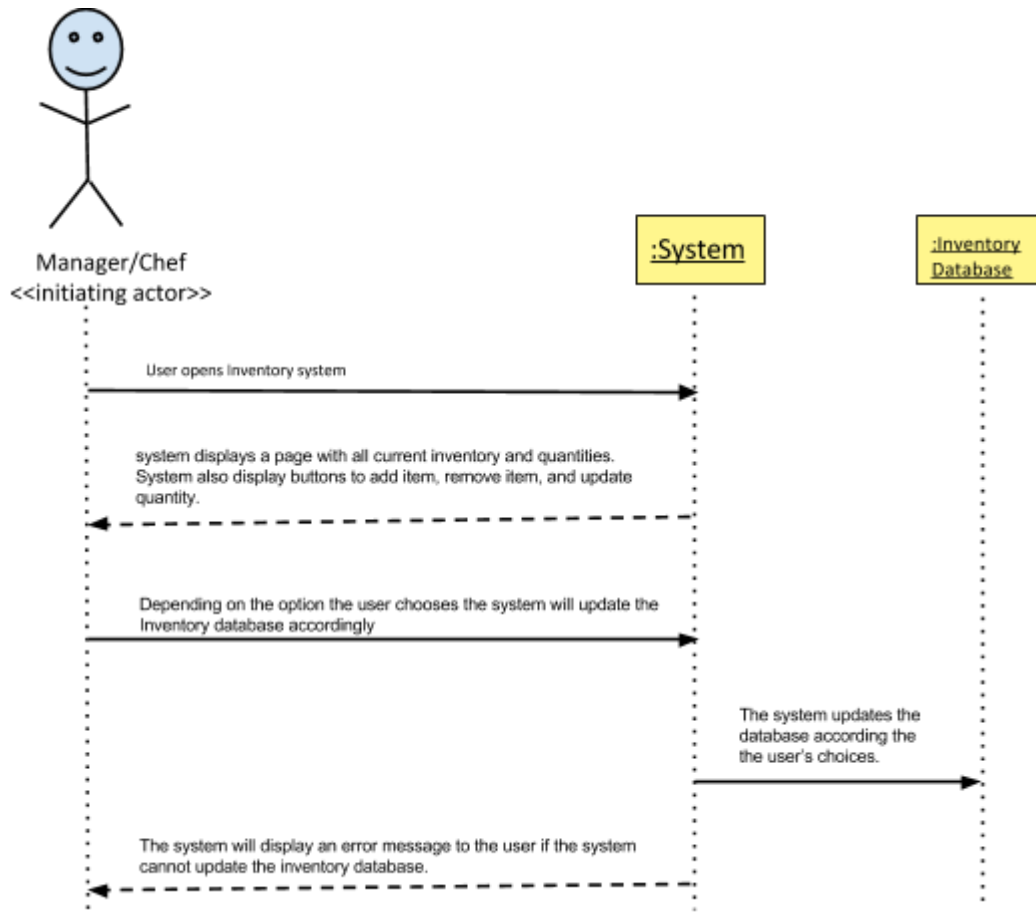 :System
:Inventory
Database
Manager/Chef
<<initiating actor>>
User opens Inventory system
system displays a page with all current inventory and quantities.
System also display buttons to add item, remove item, and update
quantity.
Depending on the option the user chooses the system will update the
Inventory database accordingly
The system updates the
database according the
the user's choices.
The system will display an error message to the user if the system
cannot update the inventory database.